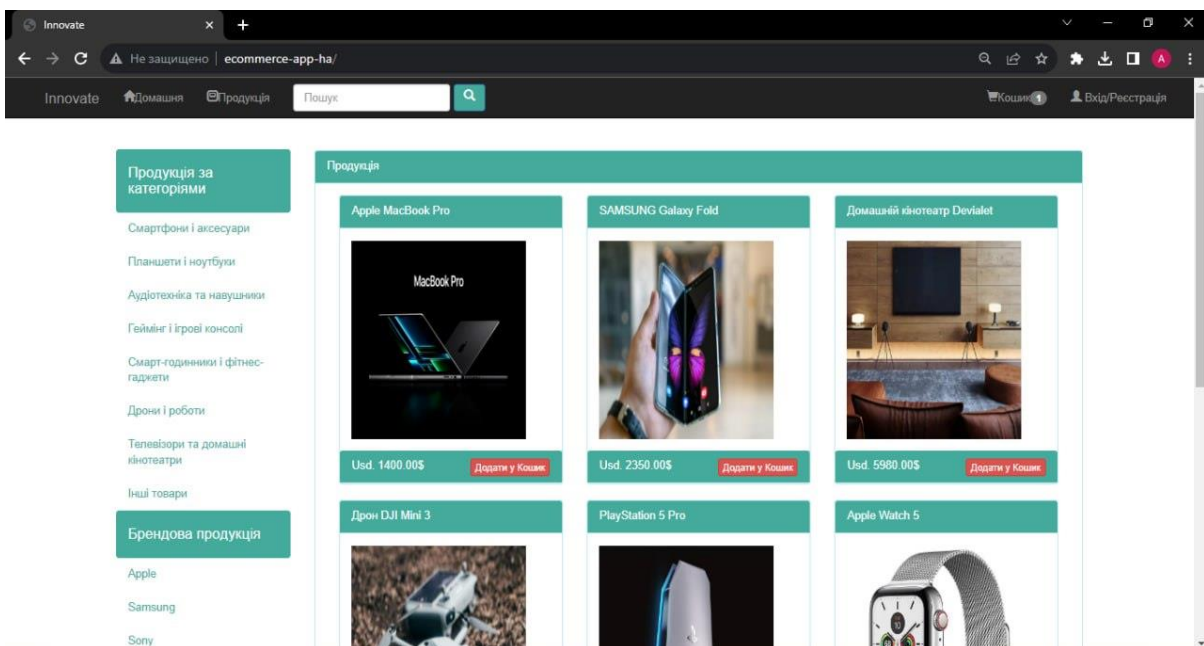 Innovate
Не защищено
ecommerce-app-ha/
A
Innovate
Домашня
Продукція
Пошук
Кошик 1
Вхід/Реєстрація
Продукція за
категоріями
Смартфони і аксесуари
Планшети і ноутбуки
Аудіотехніка та навушники
Геймінг і ігрові консолі
Смарт-годинники і фітнес-
гаджети
Дрони і роботи
Телевізори та домашні
кінотеатри
Інші товари
Брендова продукція
Apple
Samsung
Sony
Продукція
Apple MacBook Pro
MacBook Pro
Usd. 1400.00$
Додати у Кошик
SAMSUNG Galaxy Fold
Usd. 2350.00$
Додати у Кошик
Домашній кінотеатр Devialet
Usd. 5980.00$
Додати у Кошик
Дрон DJI Mini 3
PlayStation 5 Pro
Apple Watch 5